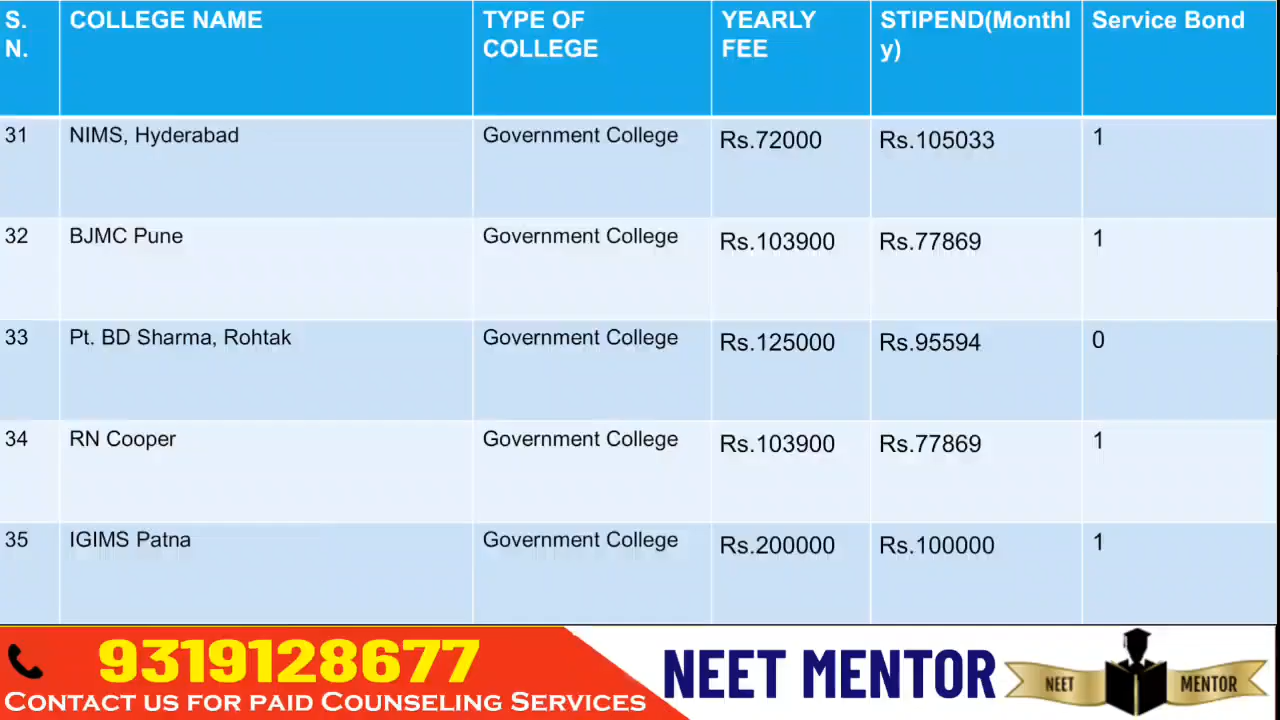 S. N. COLLEGE NAME TYPE OF COLLEGE YEARLY FEE STIPEND(Monthly) Service Bond
31 NIMS, Hyderabad Government College Rs.72000 Rs.105033 1
32 BJMC Pune Government College Rs.103900 Rs.77869 1
33 Pt. BD Sharma, Rohtak Government College Rs.125000 Rs.95594 0
34 RN Cooper Government College Rs.103900 Rs.77869 1
35 IGIMS Patna Government College Rs.200000 Rs.100000 1
9319128677
CONTACT US FOR PAID COUNSELING SERVICES
NEET MENTOR
NEET MENTOR